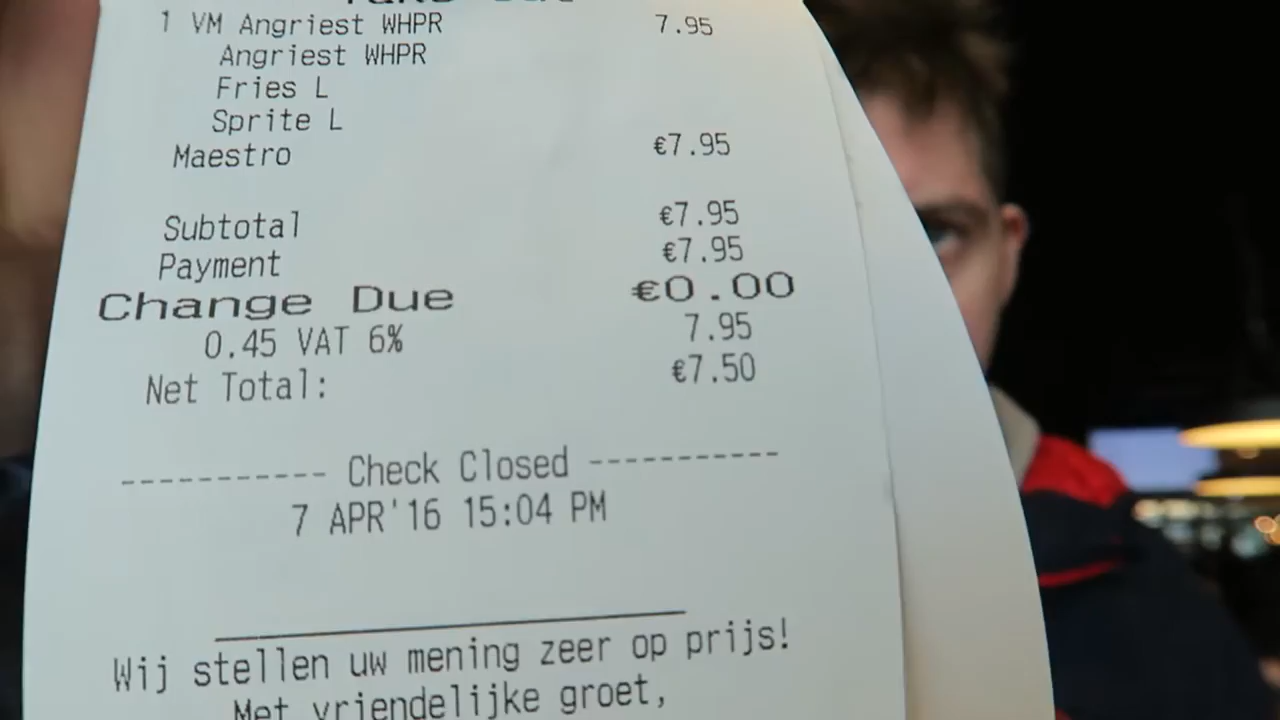 1 VM Angriest WHPR 7.95
Angriest WHPR
Fries L
Sprite L
Maestro €7.95
Subtotal €7.95
Payment €7.95
Change Due €0.00
0.45 VAT 6% 7.95
Net Total: €7.50
----------- Check Closed -----------
7 APR'16 15:04 PM
Wij stellen uw mening zeer op prijs!
Met vriendelijke groet,